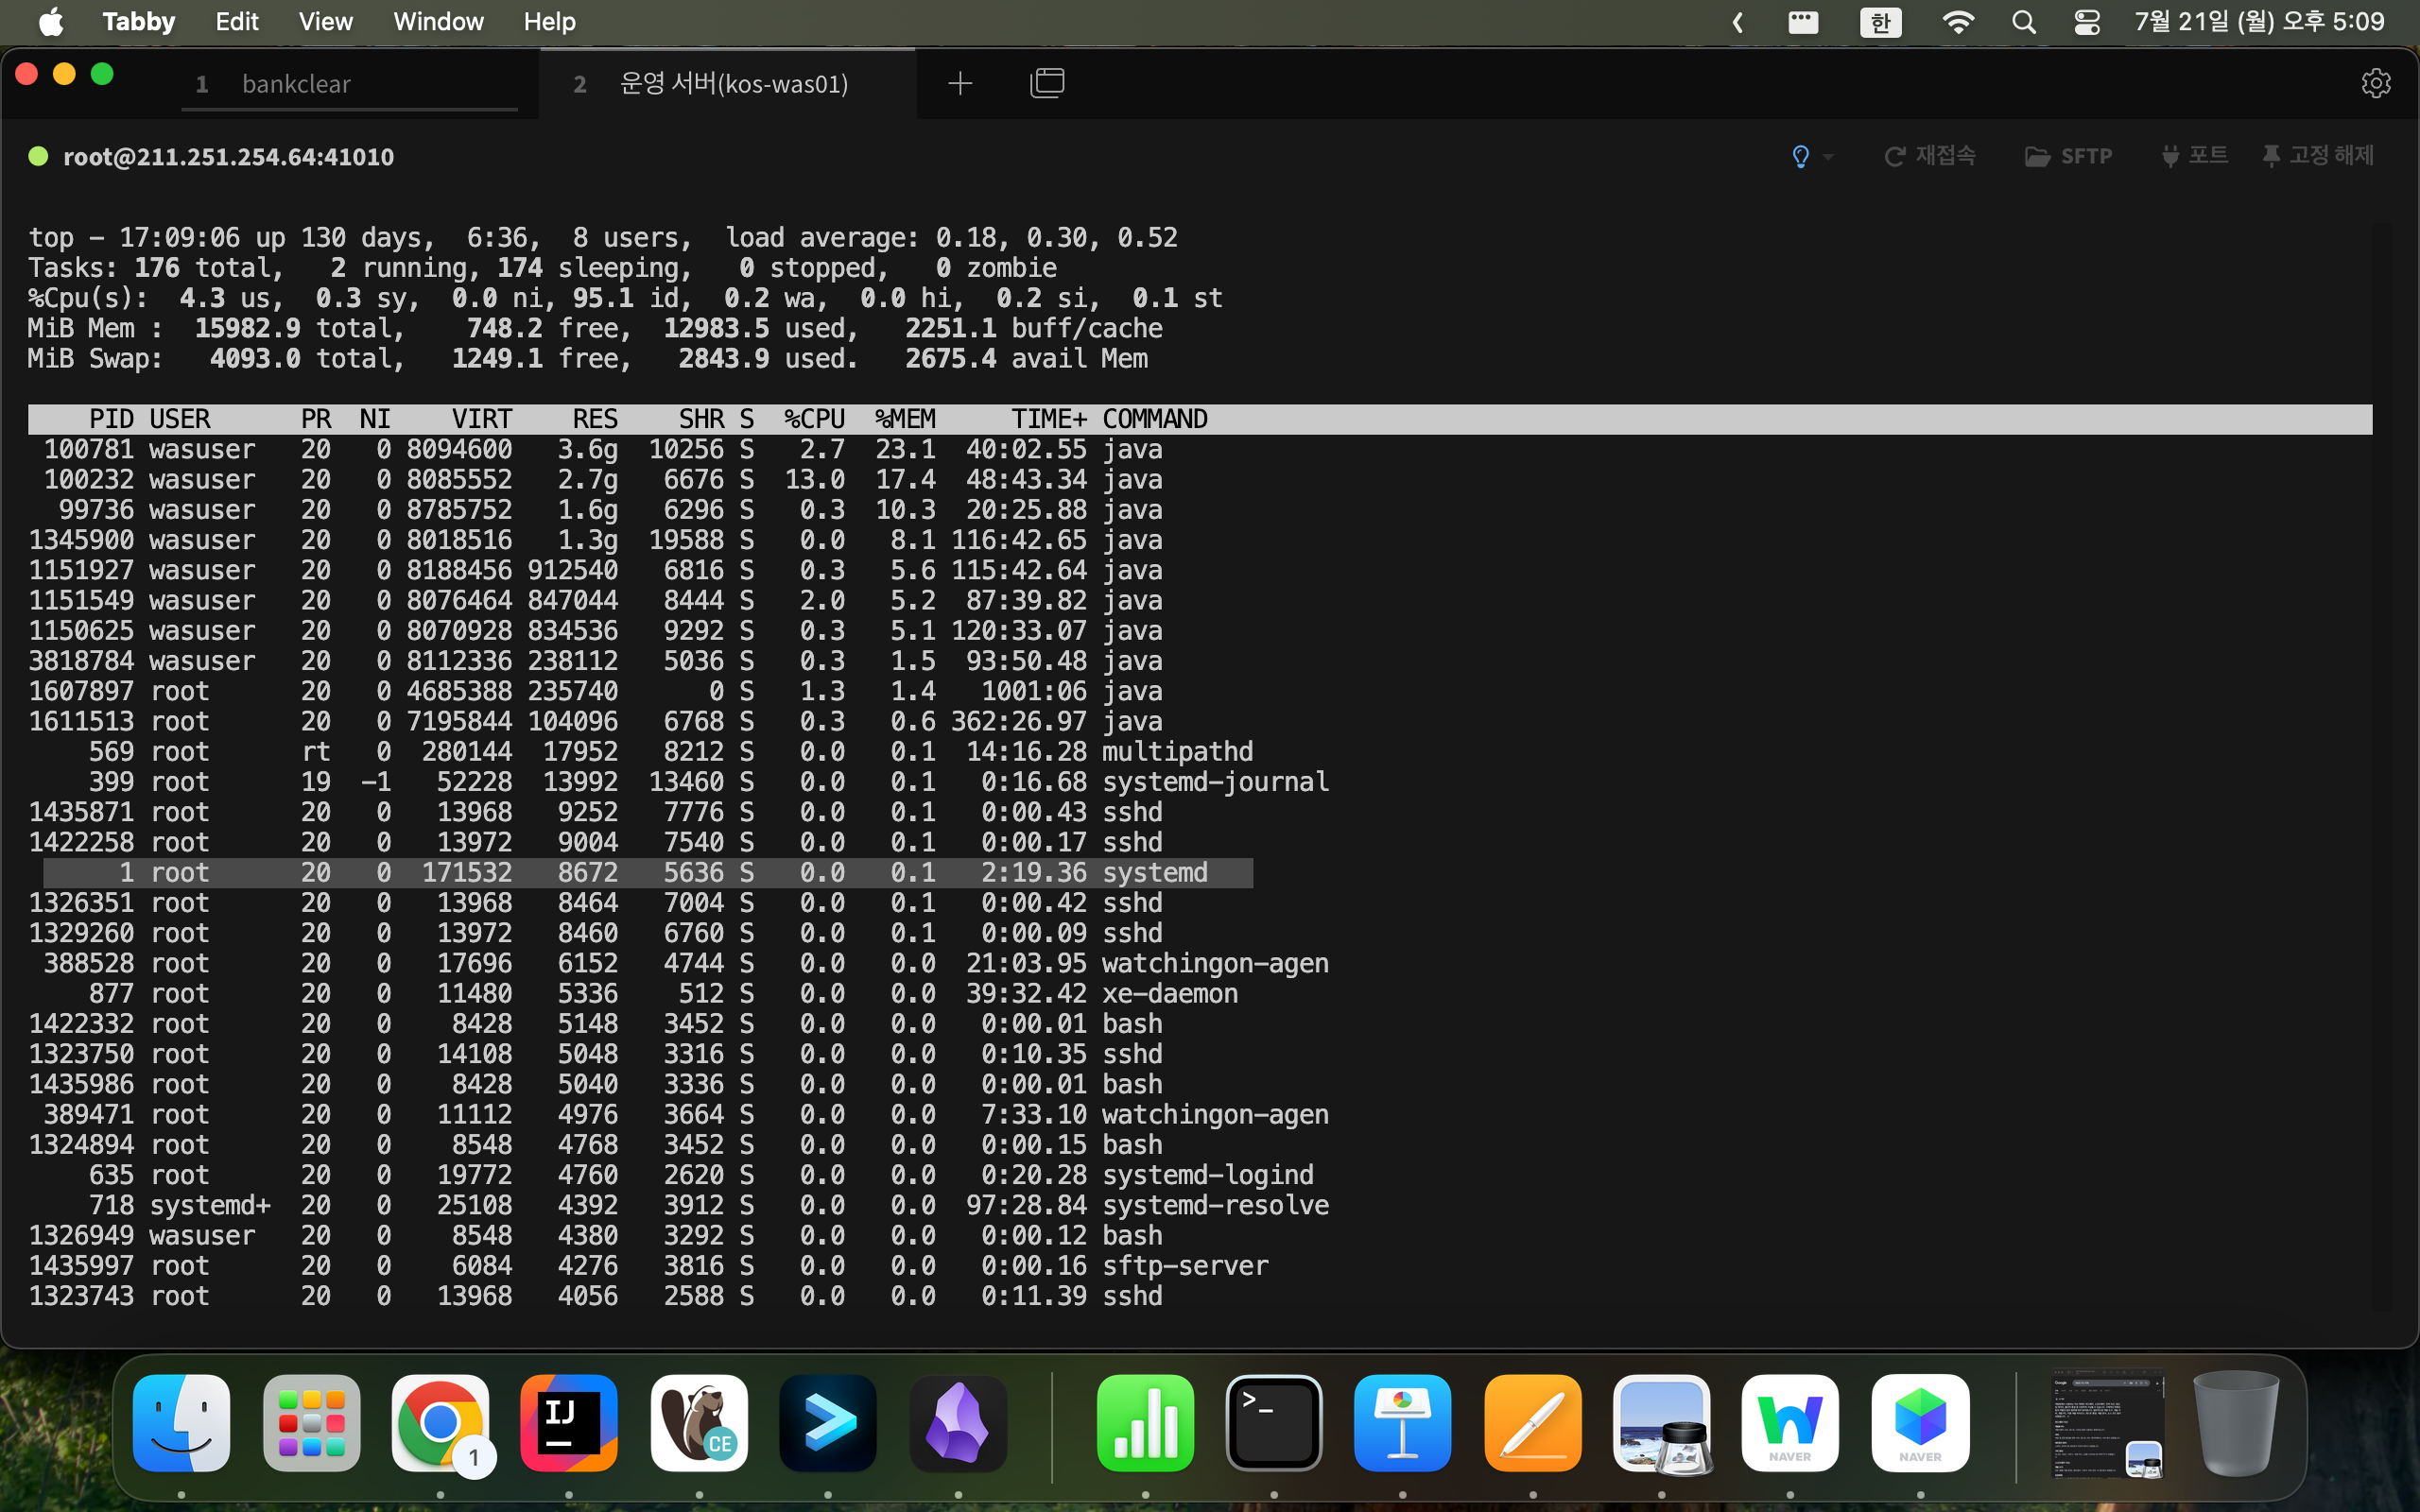 Tabby Edit View Window Help 한 7월 21일 (월) 오후 5:09
1 bankclear 2 운영 서버(kos-was01)
root@211.251.254.64:41010 재접속 SFTP 포트 고정 해제
top - 17:09:06 up 130 days,  6:36,  8 users,  load average: 0.18, 0.30, 0.52
Tasks: 176 total,   2 running, 174 sleeping,   0 stopped,   0 zombie
%Cpu(s):  4.3 us,  0.3 sy,  0.0 ni, 95.1 id,  0.2 wa,  0.0 hi,  0.2 si,  0.1 st
MiB Mem :  15982.9 total,    748.2 free,  12983.5 used,   2251.1 buff/cache
MiB Swap:   4093.0 total,   1249.1 free,   2843.9 used.   2675.4 avail Mem
PID USER PR NI VIRT RES SHR S %CPU %MEM TIME+ COMMAND
100781 wasuser 20 0 8094600 3.6g 10256 S 2.7 23.1 40:02.55 java
100232 wasuser 20 0 8085552 2.7g 6676 S 13.0 17.4 48:43.34 java
99736 wasuser 20 0 8785752 1.6g 6296 S 0.3 10.3 20:25.88 java
1345900 wasuser 20 0 8018516 1.3g 19588 S 0.0 8.1 116:42.65 java
1151927 wasuser 20 0 8188456 912540 6816 S 0.3 5.6 115:42.64 java
1151549 wasuser 20 0 8076464 847044 8444 S 2.0 5.2 87:39.82 java
1150625 wasuser 20 0 8070928 834536 9292 S 0.3 5.1 120:33.07 java
3818784 wasuser 20 0 8112336 238112 5036 S 0.3 1.5 93:50.48 java
1607897 root 20 0 4685388 235740 0 S 1.3 1.4 1001:06 java
1611513 root 20 0 7195844 104096 6768 S 0.3 0.6 362:26.97 java
569 root rt 0 280144 17952 8212 S 0.0 0.1 14:16.28 multipathd
399 root 19 -1 52228 13992 13460 S 0.0 0.1 0:16.68 systemd-journal
1435871 root 20 0 13968 9252 7776 S 0.0 0.1 0:00.43 sshd
1422258 root 20 0 13972 9004 7540 S 0.0 0.1 0:00.17 sshd
1 root 20 0 171532 8672 5636 S 0.0 0.1 2:19.36 systemd
1326351 root 20 0 13968 8464 7004 S 0.0 0.1 0:00.42 sshd
1329260 root 20 0 13972 8460 6760 S 0.0 0.1 0:00.09 sshd
388528 root 20 0 17696 6152 4744 S 0.0 0.0 21:03.95 watchingon-agen
877 root 20 0 11480 5336 512 S 0.0 0.0 39:32.42 xe-daemon
1422332 root 20 0 8428 5148 3452 S 0.0 0.0 0:00.01 bash
1323750 root 20 0 14108 5048 3316 S 0.0 0.0 0:10.35 sshd
1435986 root 20 0 8428 5040 3336 S 0.0 0.0 0:00.01 bash
389471 root 20 0 11112 4976 3664 S 0.0 0.0 7:33.10 watchingon-agen
1324894 root 20 0 8548 4768 3452 S 0.0 0.0 0:00.15 bash
635 root 20 0 19772 4760 2620 S 0.0 0.0 0:20.28 systemd-logind
718 systemd+ 20 0 25108 4392 3912 S 0.0 0.0 97:28.84 systemd-resolve
1326949 wasuser 20 0 8548 4380 3292 S 0.0 0.0 0:00.12 bash
1435997 root 20 0 6084 4276 3816 S 0.0 0.0 0:00.16 sftp-server
1323743 root 20 0 13968 4056 2588 S 0.0 0.0 0:11.39 sshd
1 IJ CE >_ NAVER NAVER